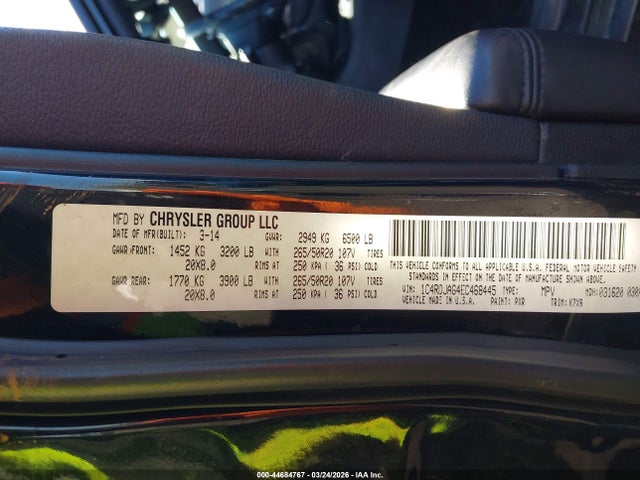 MFD BY CHRYSLER GROUP LLC
DATE OF MFR(BUILT): 3-14 GVWR: 2949 KG 6500 LB
GAWR FRONT: 1452 KG 3200 LB WITH 265/50R20 107V TIRES
20X8.0 RIMS AT 250 KPA ( 36 PSI) COLD
GAWR REAR: 1770 KG 3900 LB WITH 265/50R20 107V TIRES
20X8.0 RIMS AT 250 KPA ( 36 PSI) COLD
THIS VEHICLE CONFORMS TO ALL APPLICABLE U.S.A. FEDERAL MOTOR VEHICLE SAFETY
STANDARDS IN EFFECT ON THE DATE OF MANUFACTURE SHOWN ABOVE.
VIN: 1C4RDJAG4EC468445 TYPE: MPV MDH: 031620 030
VEHICLE MADE IN U.S.A. PAINT: PXR TRIM: K7X9
000-44684767 | 03/24/2026 | IAA Inc.